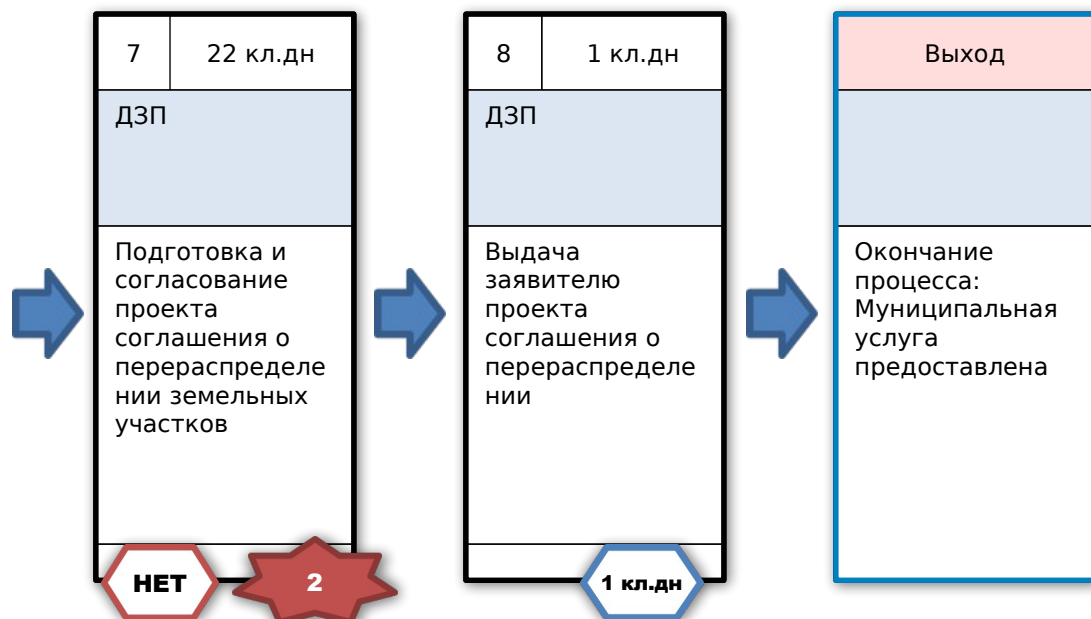 7
22 кл.дн
ДЗП
Подготовка и
согласование
проекта
соглашения о
перераспределе
нии земельных
участков
НЕТ
2
8
1 кл.дн
ДЗП
Выдача
заявителю
проекта
соглашения о
перераспределе
нии
1 кл.дн
Выход
Окончание
процесса:
Муниципальная
услуга
предоставлена